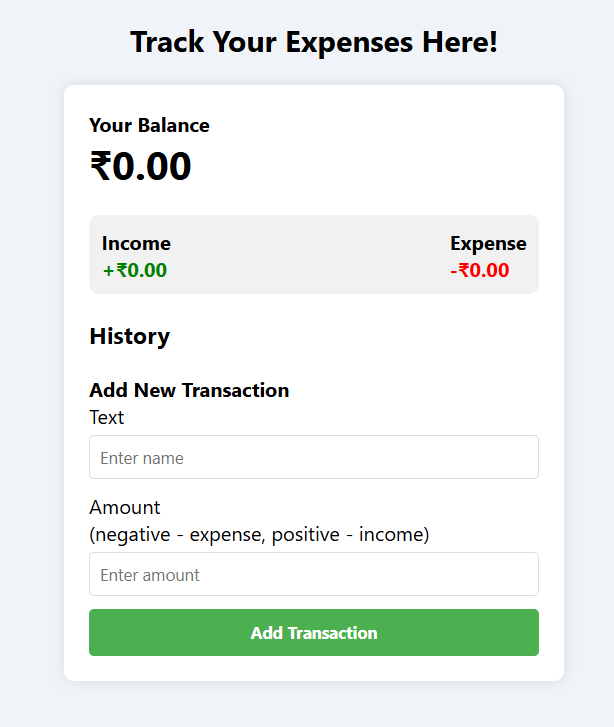 Track Your Expenses Here!
Your Balance
₹0.00
Income Expense
+₹0.00 -₹0.00
History
Add New Transaction
Text
Enter name
Amount
(negative - expense, positive - income)
Enter amount
Add Transaction